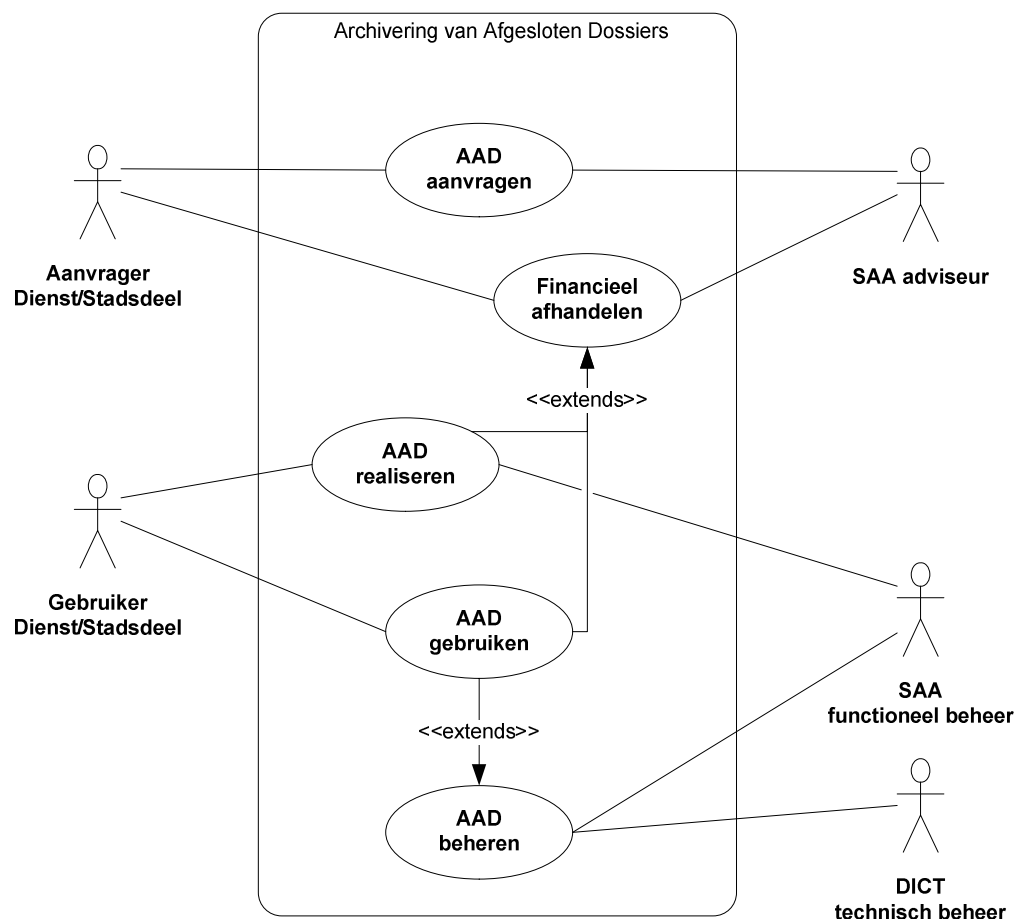 Archivering van Afgesloten Dossiers
AAD
aanvragen
Aanvrager
Dienst/Stadsdeel
SAA adviseur
Financieel
afhandelen
<<extends>>
AAD
realiseren
Gebruiker
Dienst/Stadsdeel
AAD
gebruiken
SAA
functioneel beheer
<<extends>>
AAD
beheren
DICT
technisch beheer